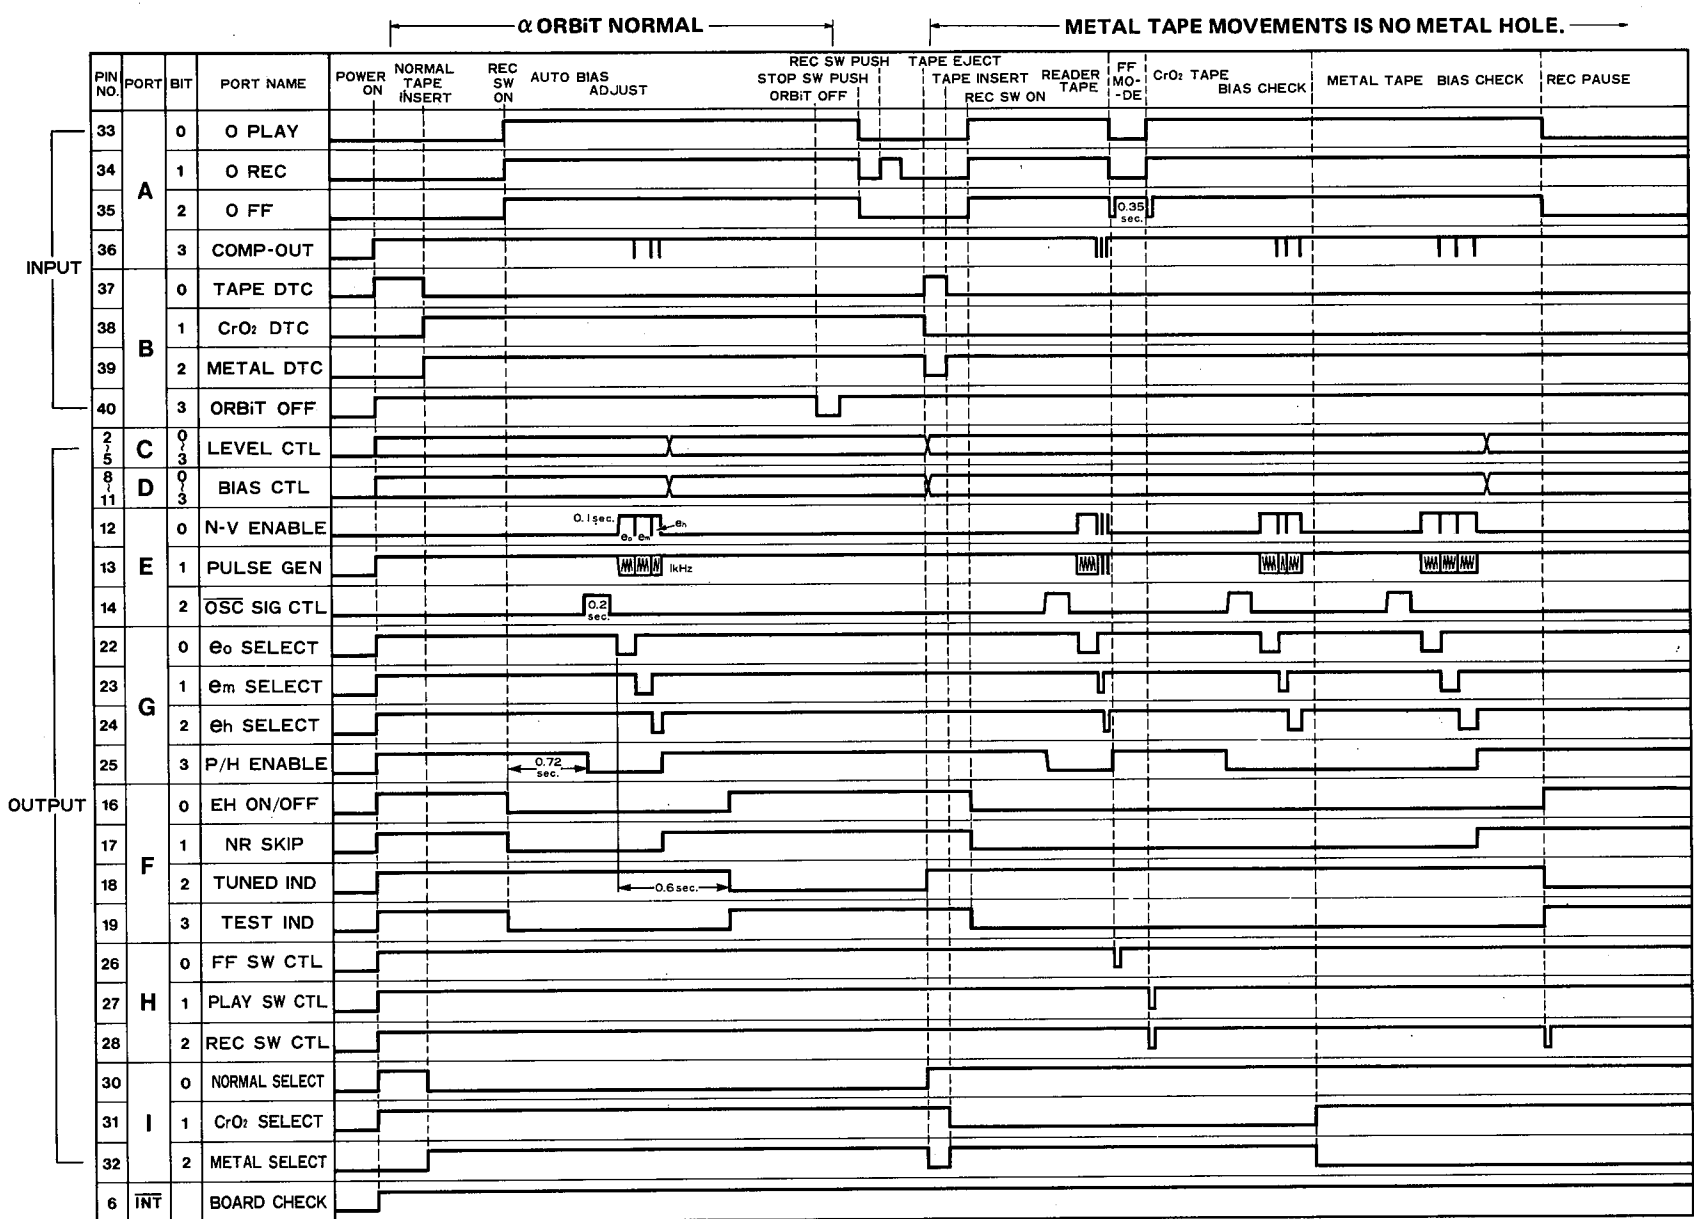 α ORBiT NORMAL
METAL TAPE MOVEMENTS IS NO METAL HOLE.
PIN NO. PORT BIT PORT NAME
POWER ON
NORMAL TAPE INSERT
REC SW ON
AUTO BIAS ADJUST
REC SW PUSH
STOP SW PUSH
ORBiT OFF
TAPE EJECT
TAPE INSERT
REC SW ON
READER TAPE
FF MO- -DE
CrO₂ TAPE BIAS CHECK
METAL TAPE BIAS CHECK
REC PAUSE
INPUT
A
33 0 O PLAY
34 1 O REC
35 2 O FF
0.35 sec.
36 3 COMP-OUT
B
37 0 TAPE DTC
38 1 CrO₂ DTC
39 2 METAL DTC
40 3 ORBiT OFF
OUTPUT
2~5 C 0~3 LEVEL CTL
8~11 D 0~3 BIAS CTL
E
12 0 N-V ENABLE
0.1sec. eo em eh
13 1 PULSE GEN
1kHz
14 2 O̅S̅C̅ SIG CTL
0.2 sec.
G
22 0 eo SELECT
23 1 em SELECT
24 2 eh SELECT
25 3 P/H ENABLE
0.72 sec.
F
16 0 EH ON/OFF
17 1 NR SKIP
18 2 TUNED IND
0.6sec.
19 3 TEST IND
H
26 0 FF SW CTL
27 1 PLAY SW CTL
28 2 REC SW CTL
I
30 0 NORMAL SELECT
31 1 CrO₂ SELECT
32 2 METAL SELECT
6 I̅N̅T̅ BOARD CHECK